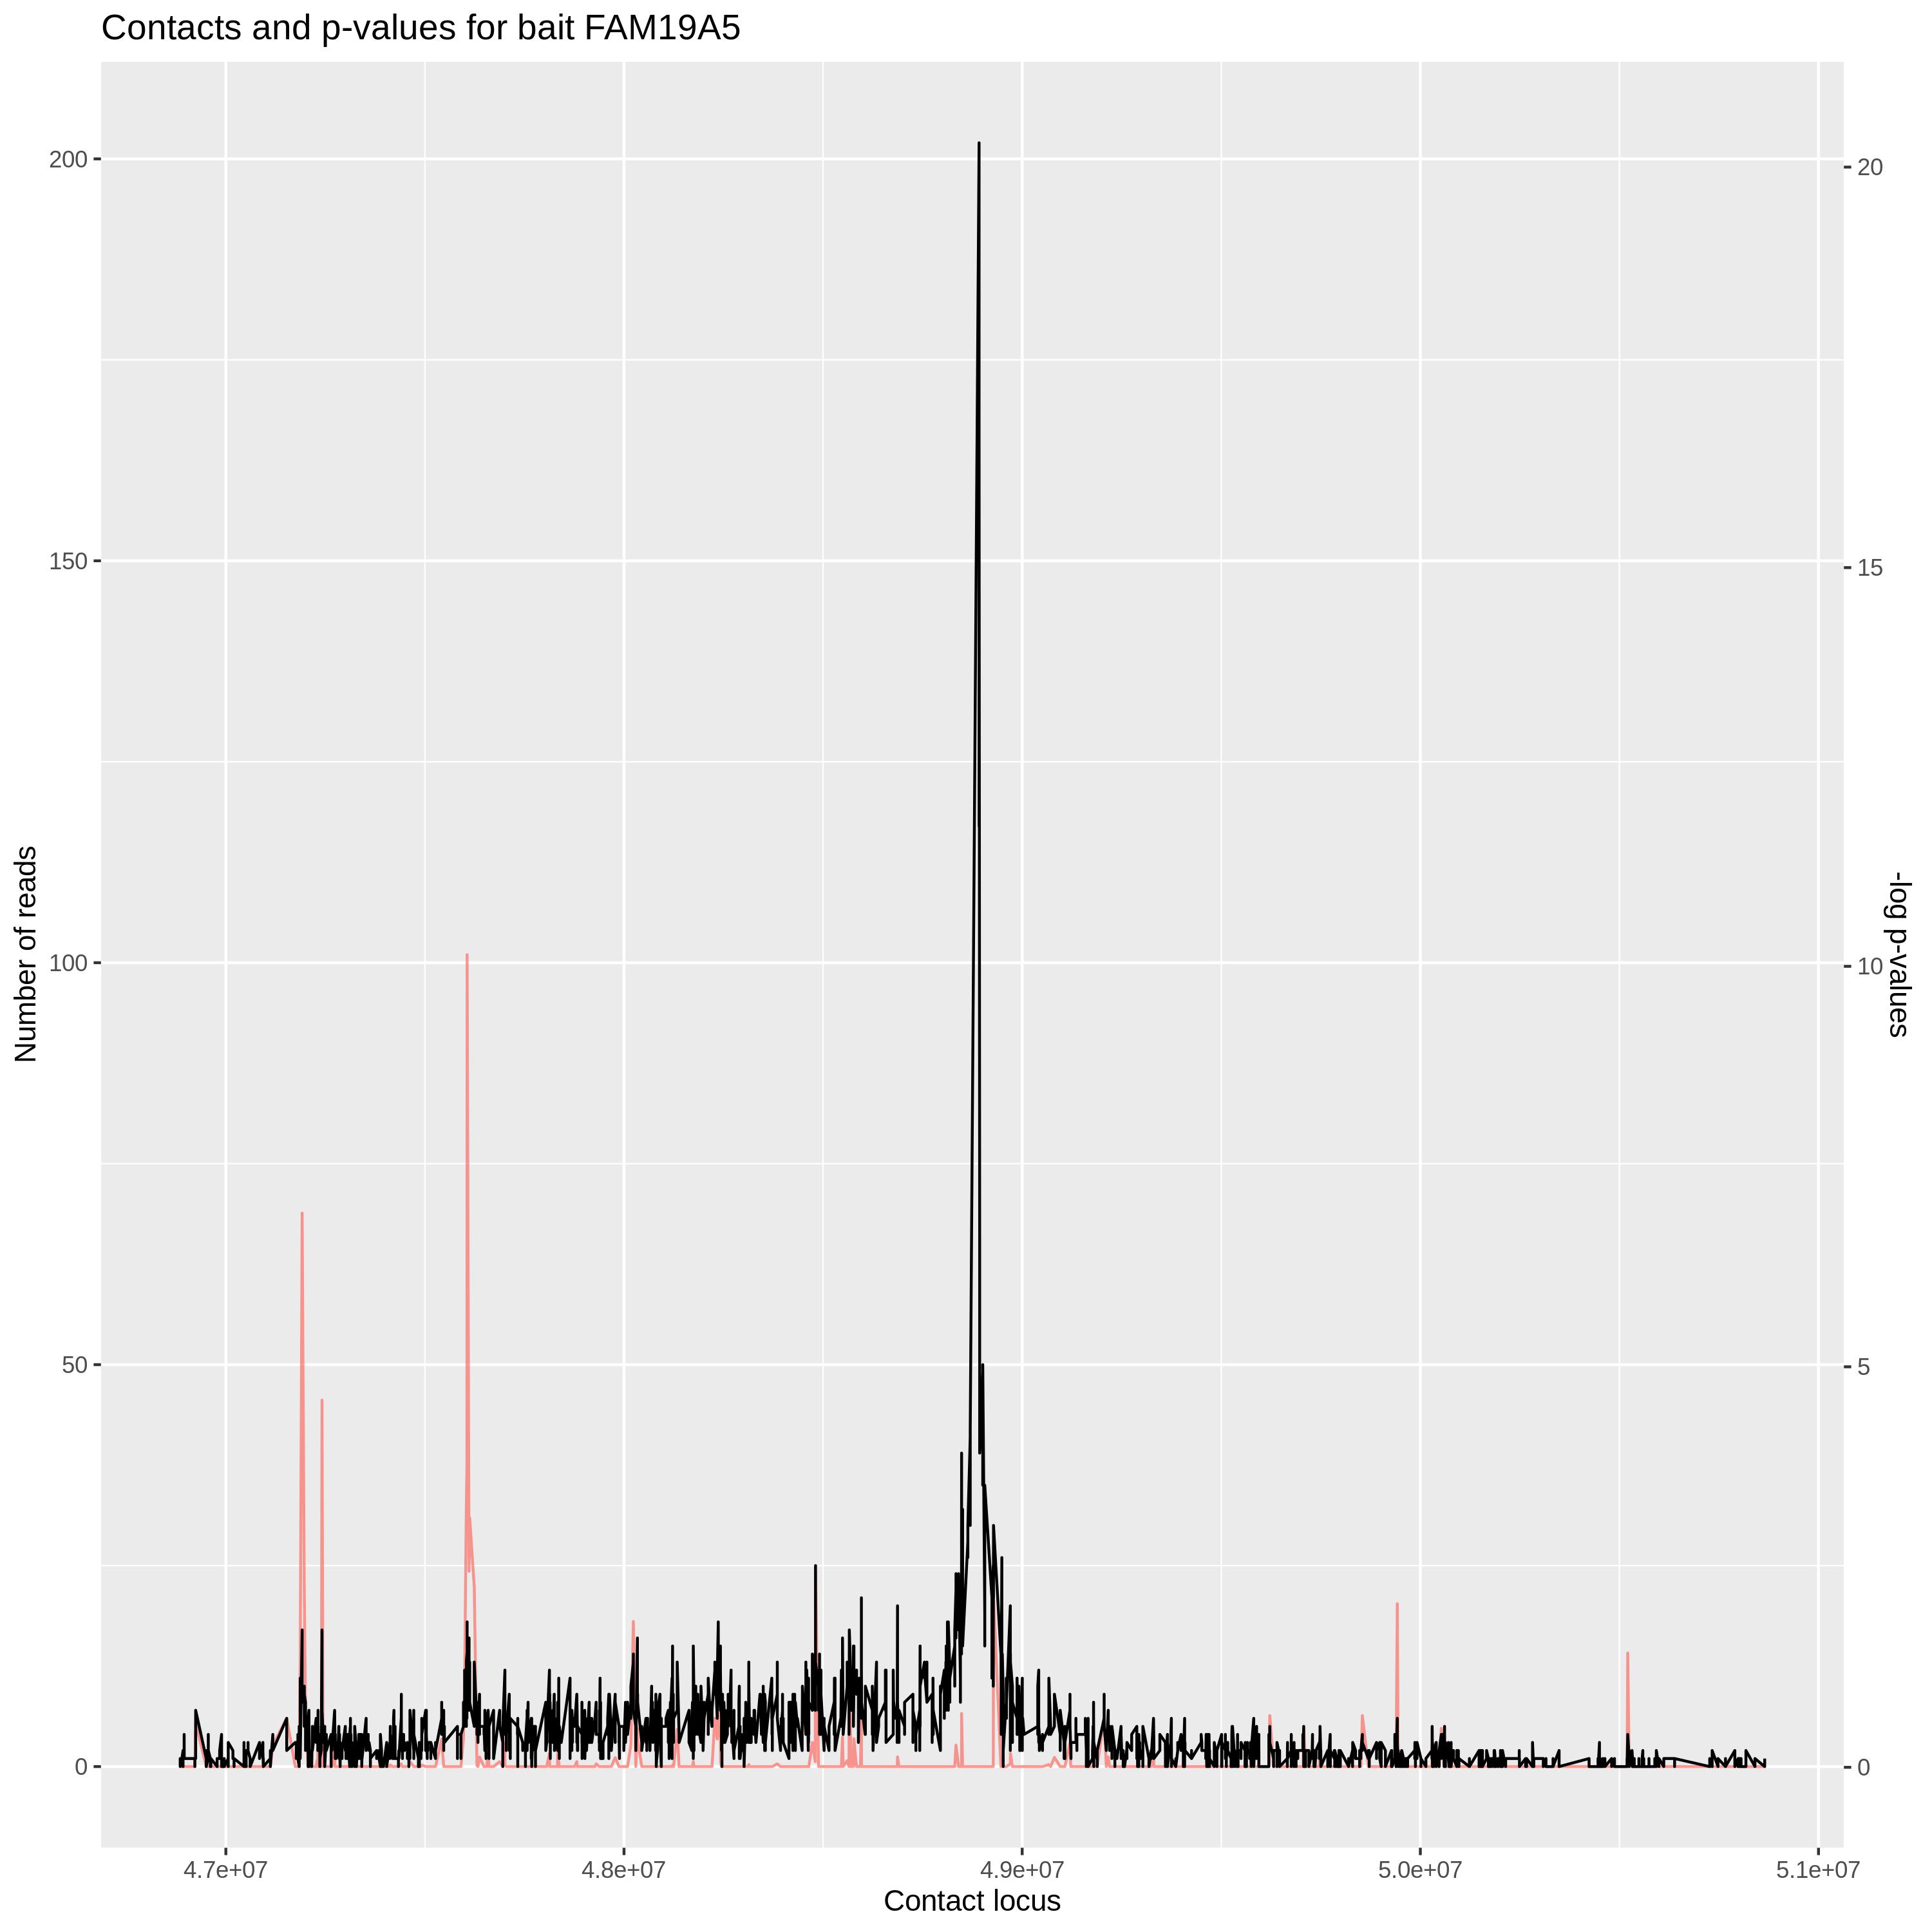 Contacts and p-values for bait FAM19A5
200
150
100
50
0
Number of reads
20
15
10
5
0
-log p-values
4.7e+07
4.8e+07
4.9e+07
5.0e+07
5.1e+07
Contact locus